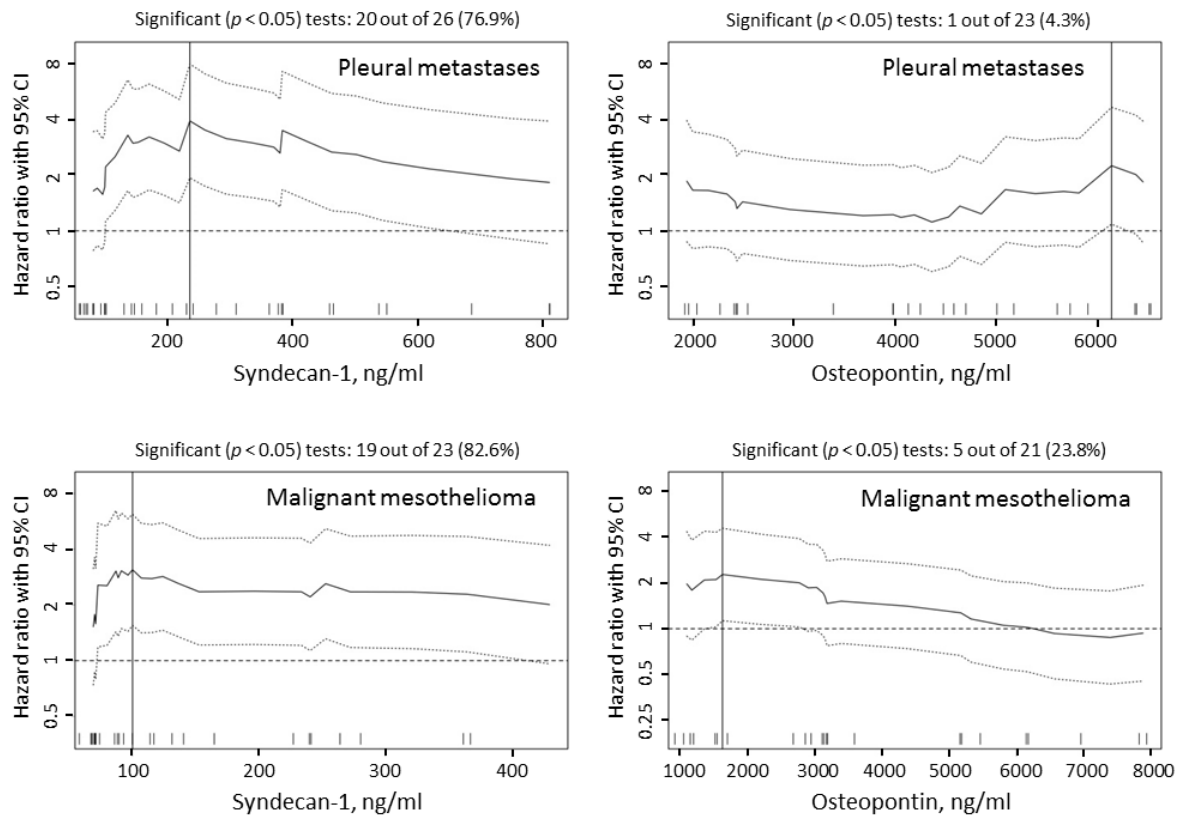 Significant (p < 0.05) tests: 20 out of 26 (76.9%)
Pleural metastases
Hazard ratio with 95% CI
8
4
2
1
0.5
200
400
600
800
Syndecan-1, ng/ml
Significant (p < 0.05) tests: 1 out of 23 (4.3%)
Pleural metastases
Hazard ratio with 95% CI
8
4
2
1
0.5
2000
3000
4000
5000
6000
Osteopontin, ng/ml
Significant (p < 0.05) tests: 19 out of 23 (82.6%)
Malignant mesothelioma
Hazard ratio with 95% CI
8
4
2
1
0.5
100
200
300
400
Syndecan-1, ng/ml
Significant (p < 0.05) tests: 5 out of 21 (23.8%)
Malignant mesothelioma
Hazard ratio with 95% CI
8
4
2
1
0.5
0.25
1000
2000
3000
4000
5000
6000
7000
8000
Osteopontin, ng/ml